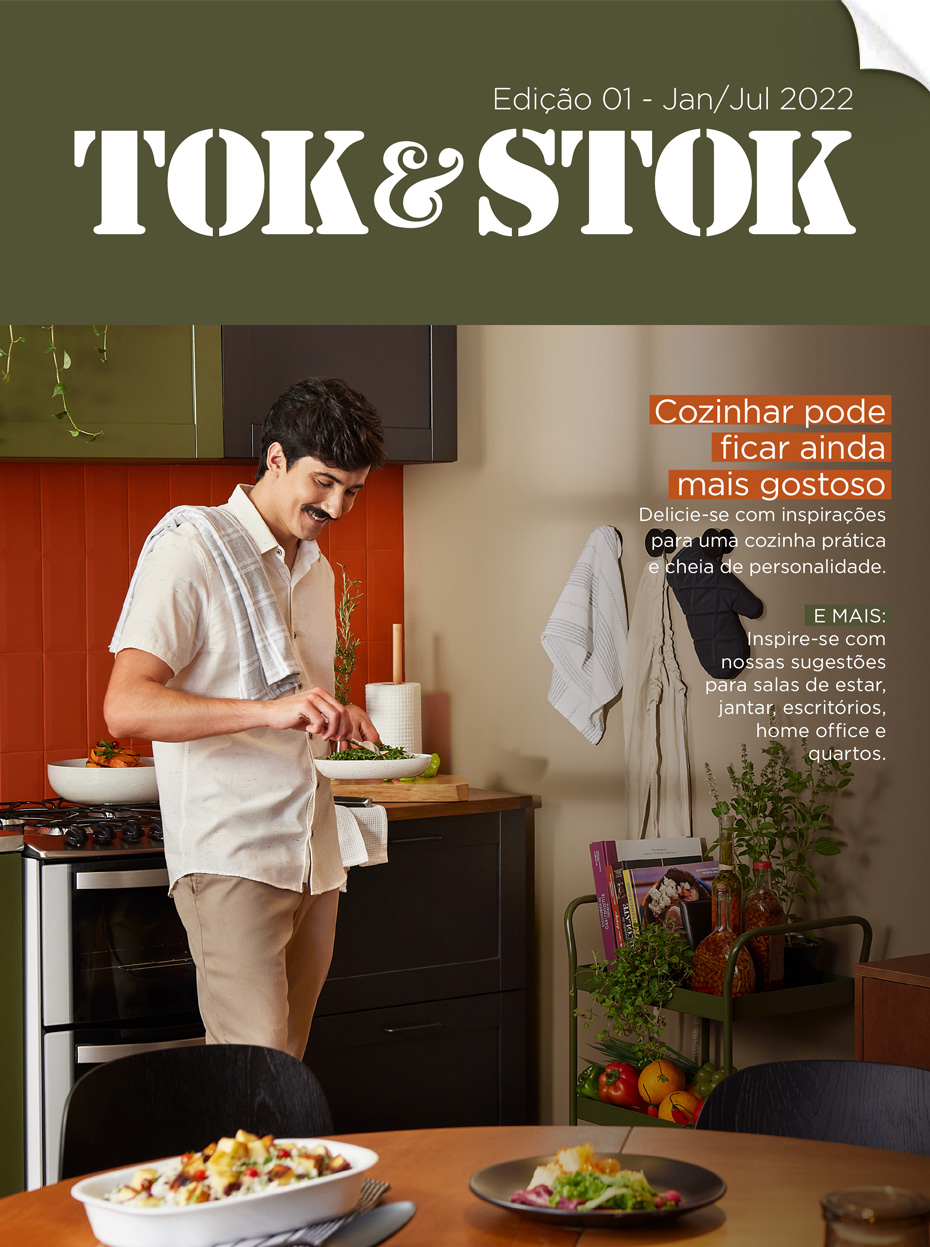 Edição 01 - Jan/Jul 2022
TOK & STOK
Cozinhar pode
ficar ainda
mais gostoso
Delicie-se com inspirações
para uma cozinha prática
e cheia de personalidade.
E MAIS:
Inspire-se com
nossas sugestões
para salas de estar,
jantar, escritórios,
home office e
quartos.